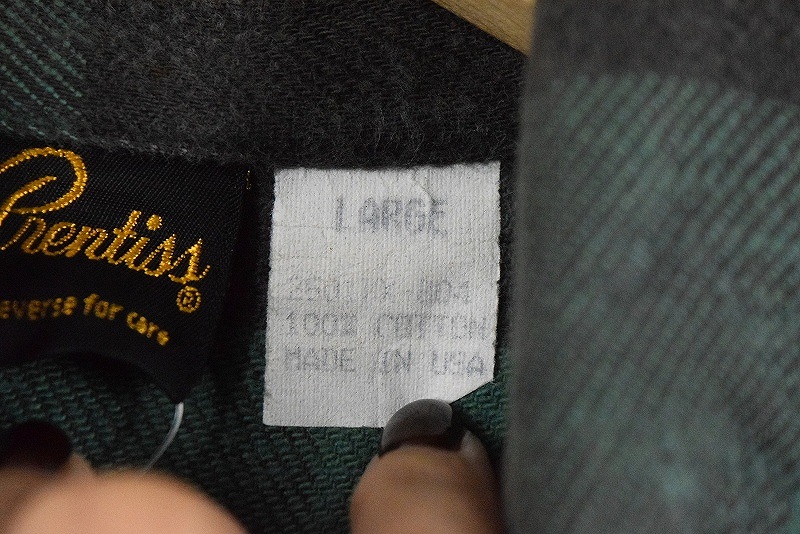 Prentiss®
everse for care
LARGE
100% COTTON
MADE IN USA